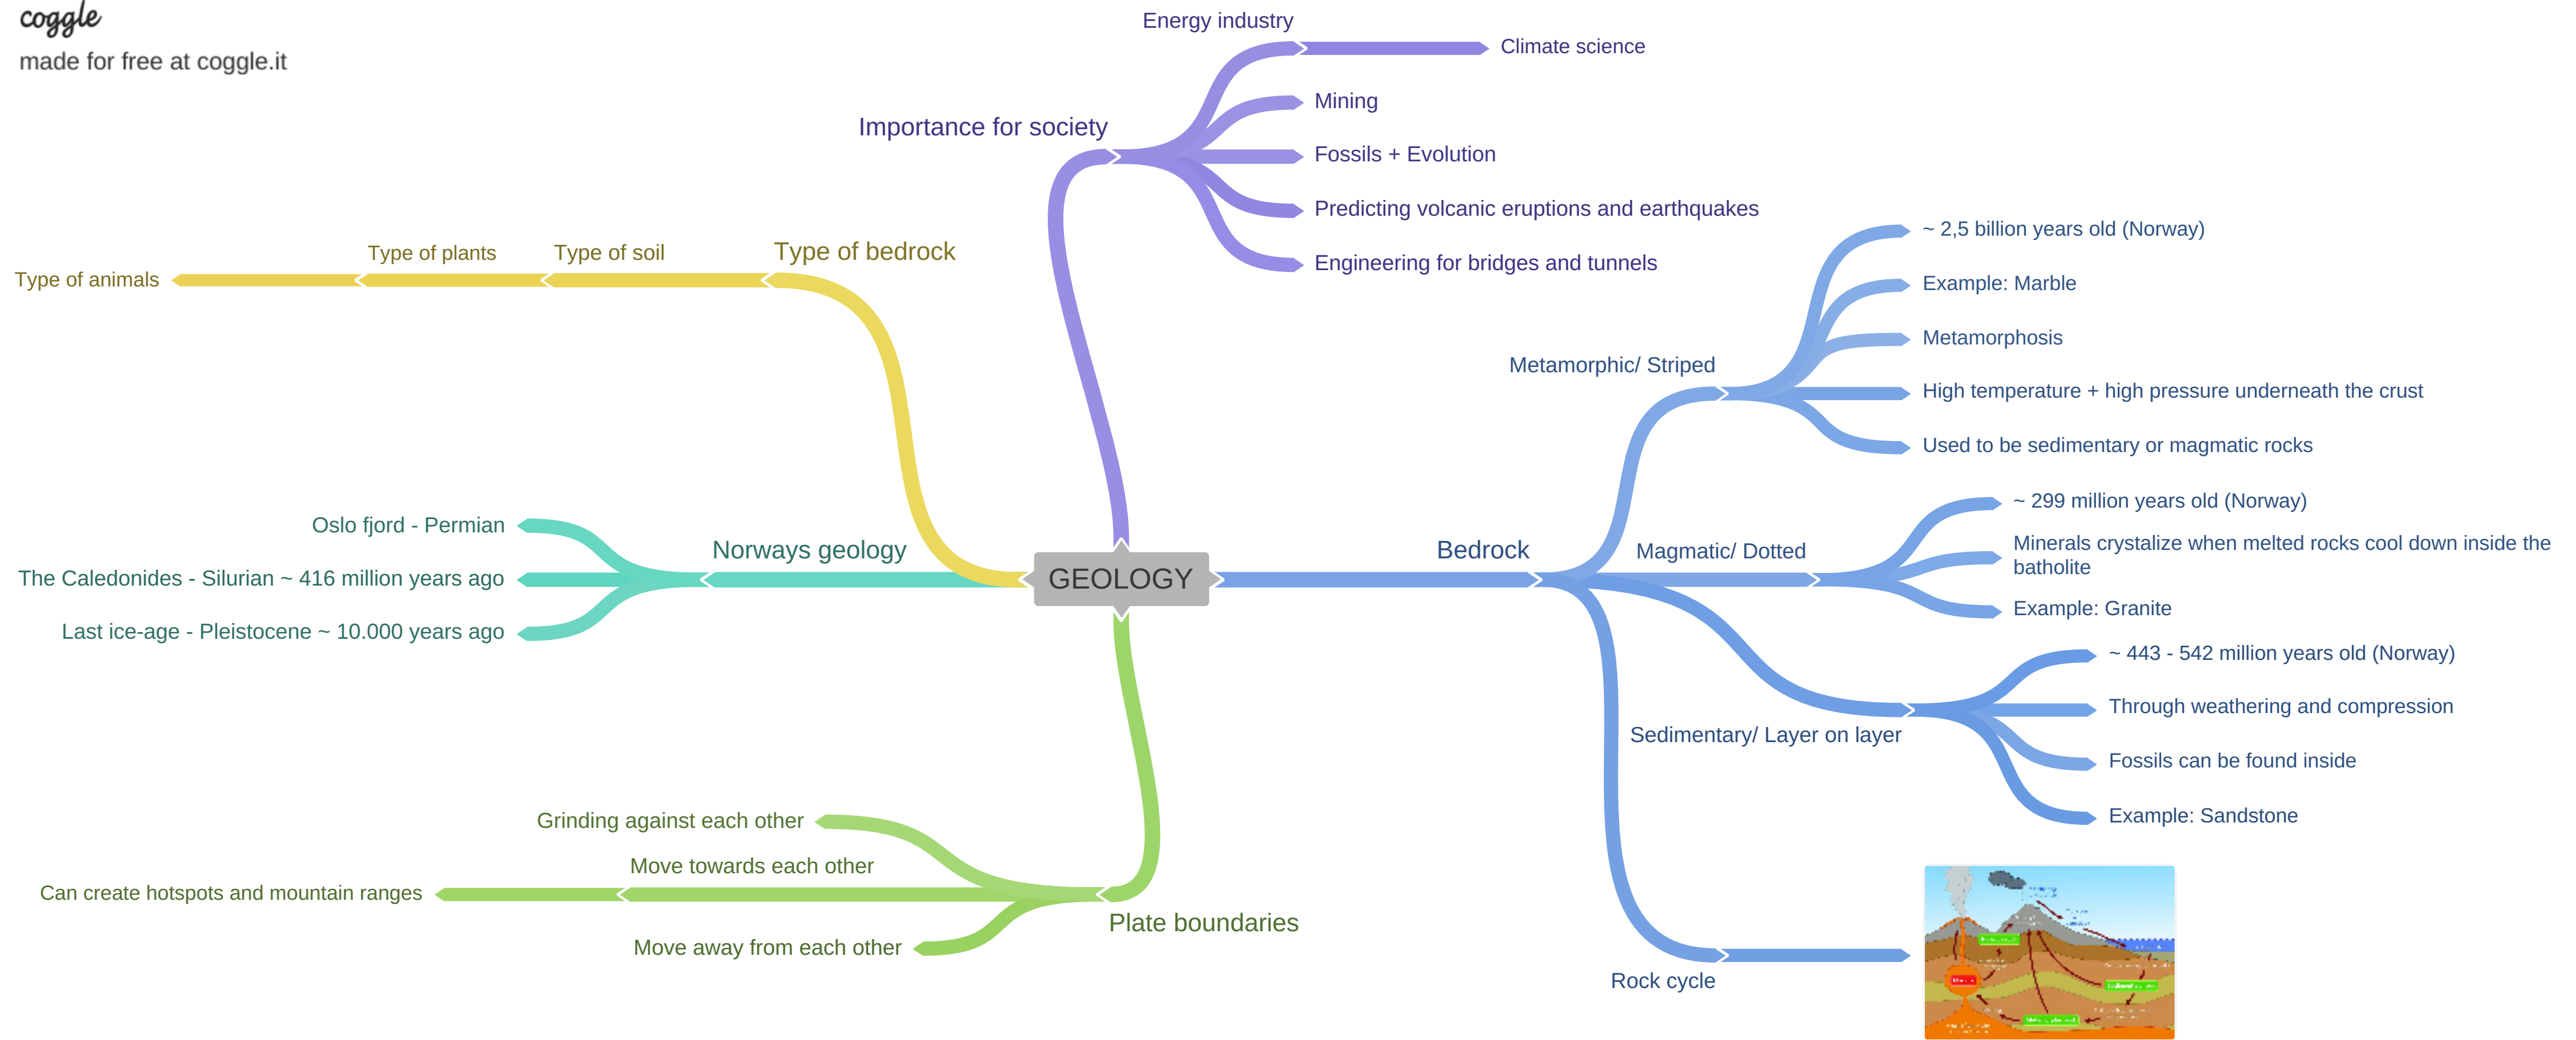 coggle
made for free at coggle.it
GEOLOGY
Importance for society
Energy industry
Climate science
Mining
Fossils + Evolution
Predicting volcanic eruptions and earthquakes
Engineering for bridges and tunnels
Type of bedrock
Type of soil
Type of plants
Type of animals
Norways geology
Oslo fjord - Permian
The Caledonides - Silurian ~ 416 million years ago
Last ice-age - Pleistocene ~ 10.000 years ago
Plate boundaries
Grinding against each other
Move towards each other
Can create hotspots and mountain ranges
Move away from each other
Bedrock
Metamorphic/ Striped
~ 2,5 billion years old (Norway)
Example: Marble
Metamorphosis
High temperature + high pressure underneath the crust
Used to be sedimentary or magmatic rocks
Magmatic/ Dotted
~ 299 million years old (Norway)
Minerals crystalize when melted rocks cool down inside the
batholite
Example: Granite
Sedimentary/ Layer on layer
~ 443 - 542 million years old (Norway)
Through weathering and compression
Fossils can be found inside
Example: Sandstone
Rock cycle